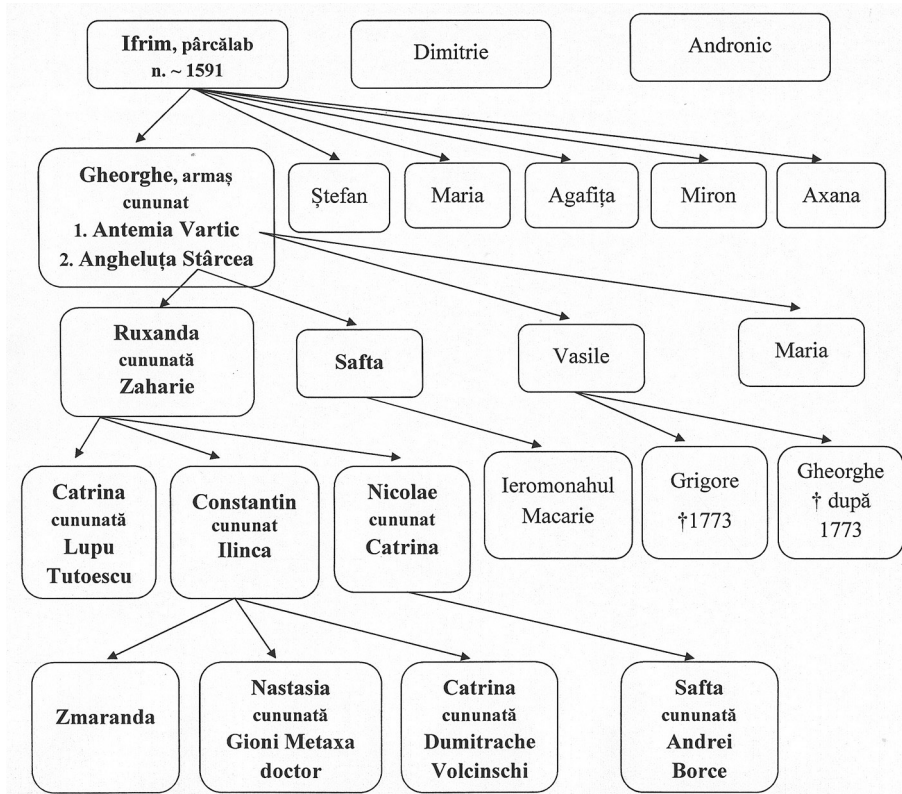 Ifrim, pârcălab
n. ~ 1591
Dimitrie
Andronic
Gheorghe, armaș
cununat
1. Antemia Vartic
2. Angheluța Stârcea
Ștefan
Maria
Agafița
Miron
Axana
Ruxanda
cununată
Zaharie
Safta
Vasile
Maria
Catrina
cununată
Lupu
Tutoescu
Constantin
cununat
Ilinca
Nicolae
cununat
Catrina
Ieromonahul
Macarie
Grigore
†1773
Gheorghe
† după
1773
Zmaranda
Nastasia
cununată
Gioni Metaxa
doctor
Catrina
cununată
Dumitrache
Volcinschi
Safta
cununată
Andrei
Borce